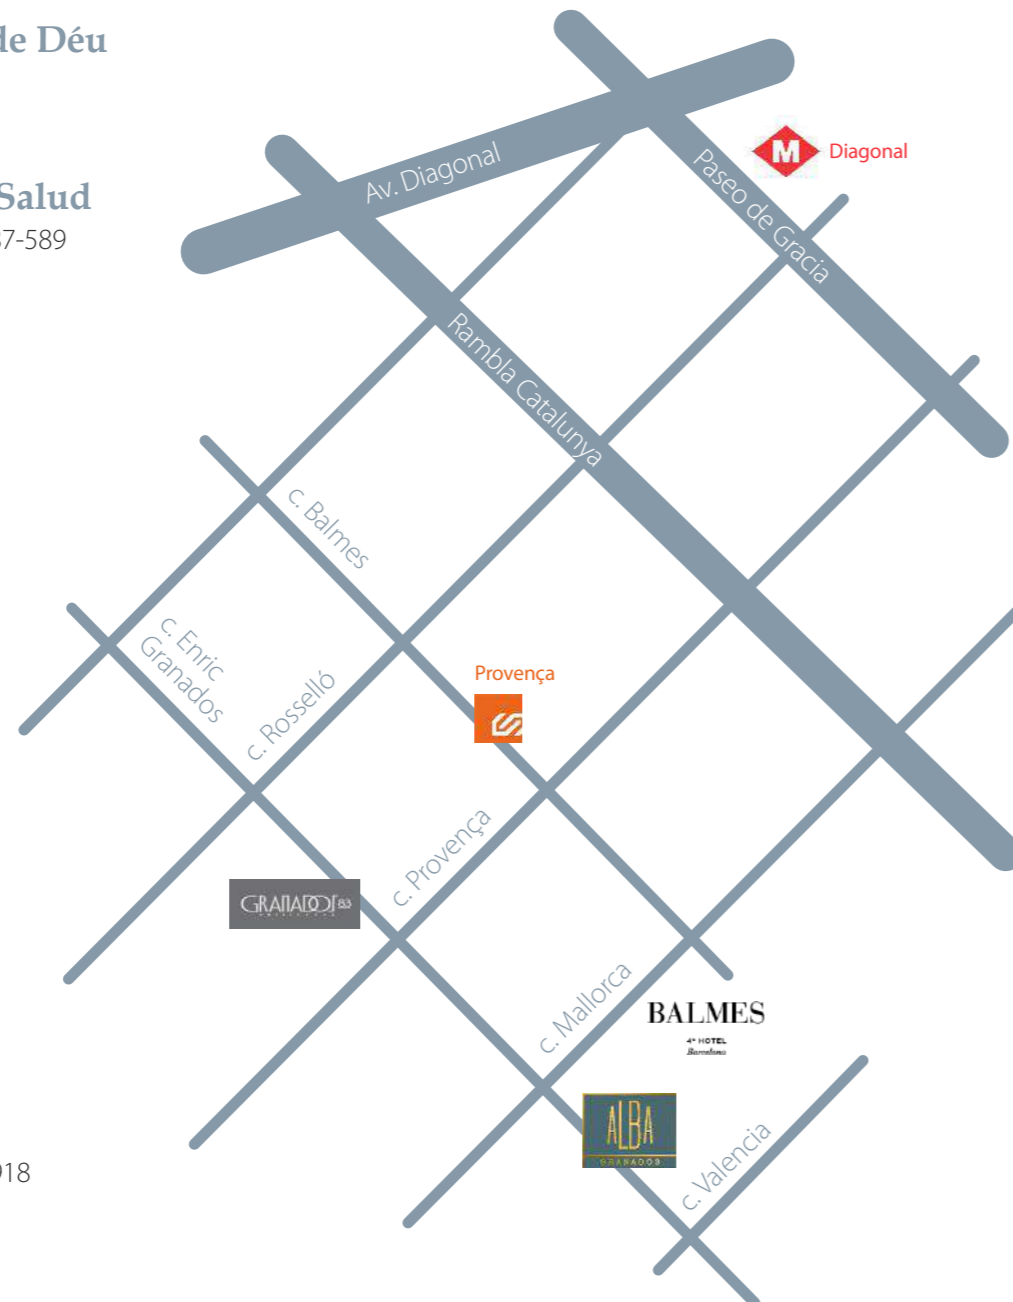 de Déu
Salud
37-589
M
Diagonal
Av. Diagonal
Paseo de Gracia
Rambla Catalunya
c. Balmes
c. Enric
Granados
c. Rosselló
Provença
c. Provença
GRANADOS 83
c. Mallorca
BALMES
4* HOTEL
Barcelona
ALBA
GRANADOS
c. Valencia
918